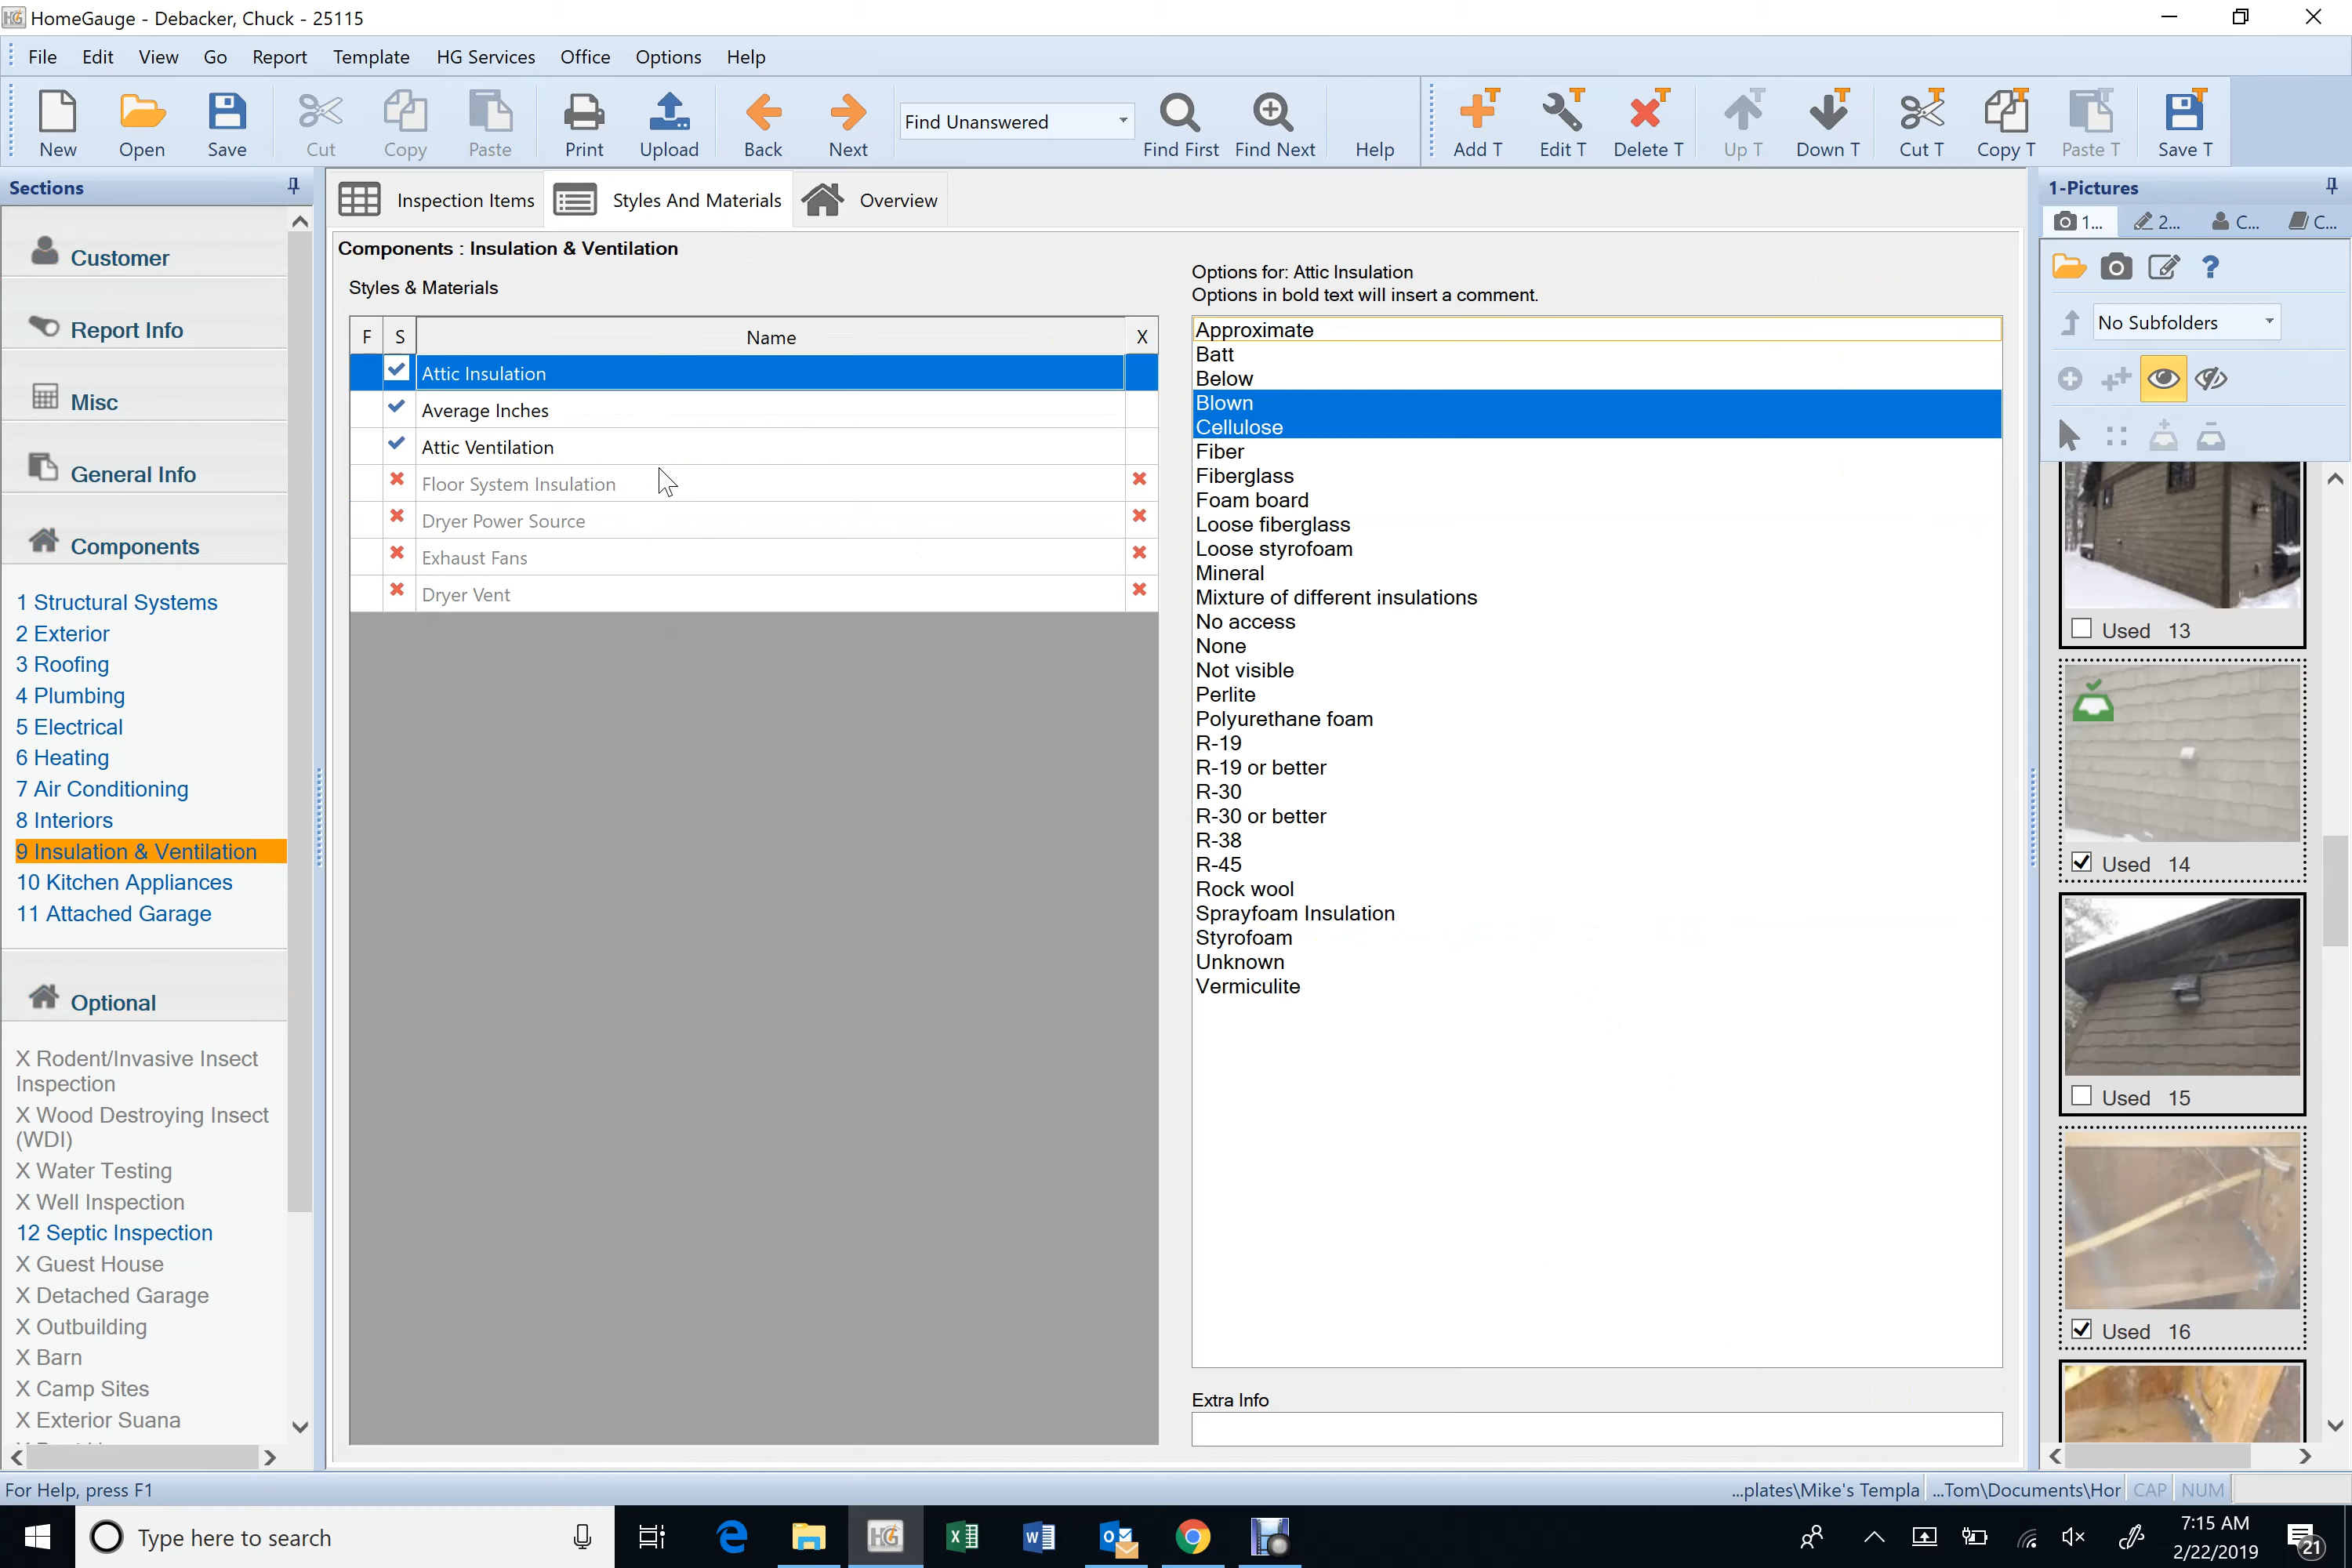 HomeGauge - Debacker, Chuck - 25115
File Edit View Go Report Template HG Services Office Options Help
New Open Save Cut Copy Paste Print Upload Back Next Find Unanswered Find First Find Next Help Add T Edit T Delete T Up T Down T Cut T Copy T Paste T Save T
Sections
Customer
Report Info
Misc
General Info
Components
1 Structural Systems
2 Exterior
3 Roofing
4 Plumbing
5 Electrical
6 Heating
7 Air Conditioning
8 Interiors
9 Insulation & Ventilation
10 Kitchen Appliances
11 Attached Garage
Optional
X Rodent/Invasive Insect
Inspection
X Wood Destroying Insect
(WDI)
X Water Testing
X Well Inspection
12 Septic Inspection
X Guest House
X Detached Garage
X Outbuilding
X Barn
X Camp Sites
X Exterior Suana
Inspection Items Styles And Materials Overview
Components : Insulation & Ventilation
Styles & Materials
F S Name X
Attic Insulation
Average Inches
Attic Ventilation
Floor System Insulation
Dryer Power Source
Exhaust Fans
Dryer Vent
Options for: Attic Insulation
Options in bold text will insert a comment.
Approximate
Batt
Below
Blown
Cellulose
Fiber
Fiberglass
Foam board
Loose fiberglass
Loose styrofoam
Mineral
Mixture of different insulations
No access
None
Not visible
Perlite
Polyurethane foam
R-19
R-19 or better
R-30
R-30 or better
R-38
R-45
Rock wool
Sprayfoam Insulation
Styrofoam
Unknown
Vermiculite
Extra Info
1-Pictures
1... 2... C... C...
No Subfolders
Used 13
Used 14
Used 15
Used 16
For Help, press F1
...plates\Mike's Templa ...Tom\Documents\Hor CAP NUM
Type here to search
7:15 AM
2/22/2019
21